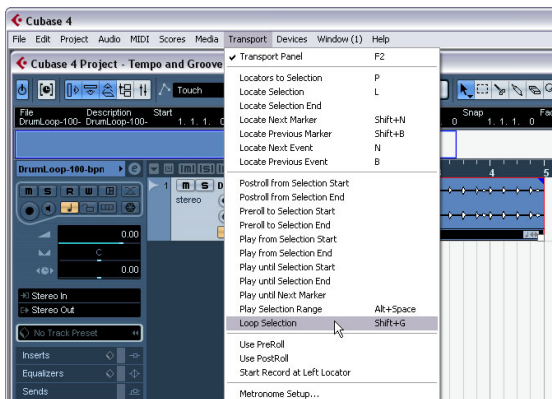 Cubase 4
File Edit Project Audio MIDI Scores Media Transport Devices Window (1) Help
Cubase 4 Project - Tempo and Groove
Transport Panel F2
Touch
Locators to Selection P
Locate Selection L
Locate Selection End
Locate Next Marker Shift+N
Locate Previous Marker Shift+B
Locate Next Event N
Locate Previous Event B
Postroll from Selection Start
Postroll from Selection End
Preroll to Selection Start
Preroll to Selection End
Play from Selection Start
Play from Selection End
Play until Selection Start
Play until Selection End
Play until Next Marker
Play Selection Range Alt+Space
Loop Selection Shift+G
Use PreRoll
Use PostRoll
Start Record at Left Locator
Metronome Setup...
File Description Start Snap
DrumLoop-100- DrumLoop-100- 1. 1. 1. 0 1. 1. 1. 0
4 5
DrumLoop-100-bpn
M S R W
1 M S D
stereo
0.00
C
0.00
Stereo In
Stereo Out
No Track Preset
Inserts
Equalizers
Sends